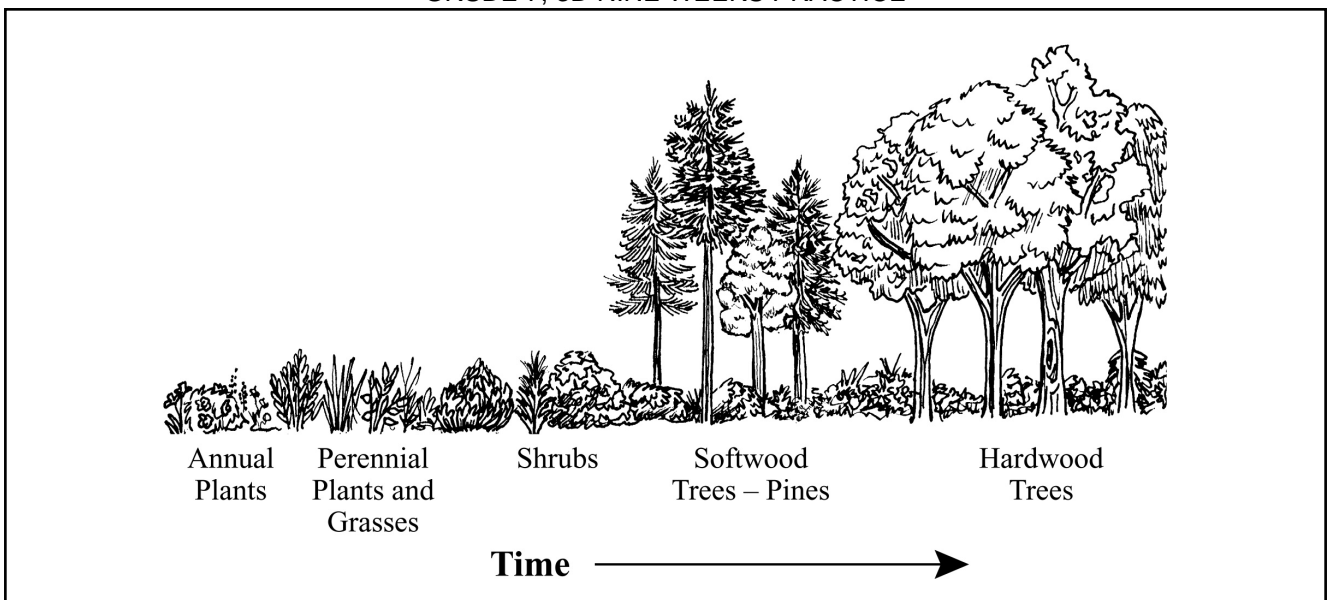 Annual
Plants
Perennial
Plants and
Grasses
Shrubs
Softwood
Trees – Pines
Hardwood
Trees
Time